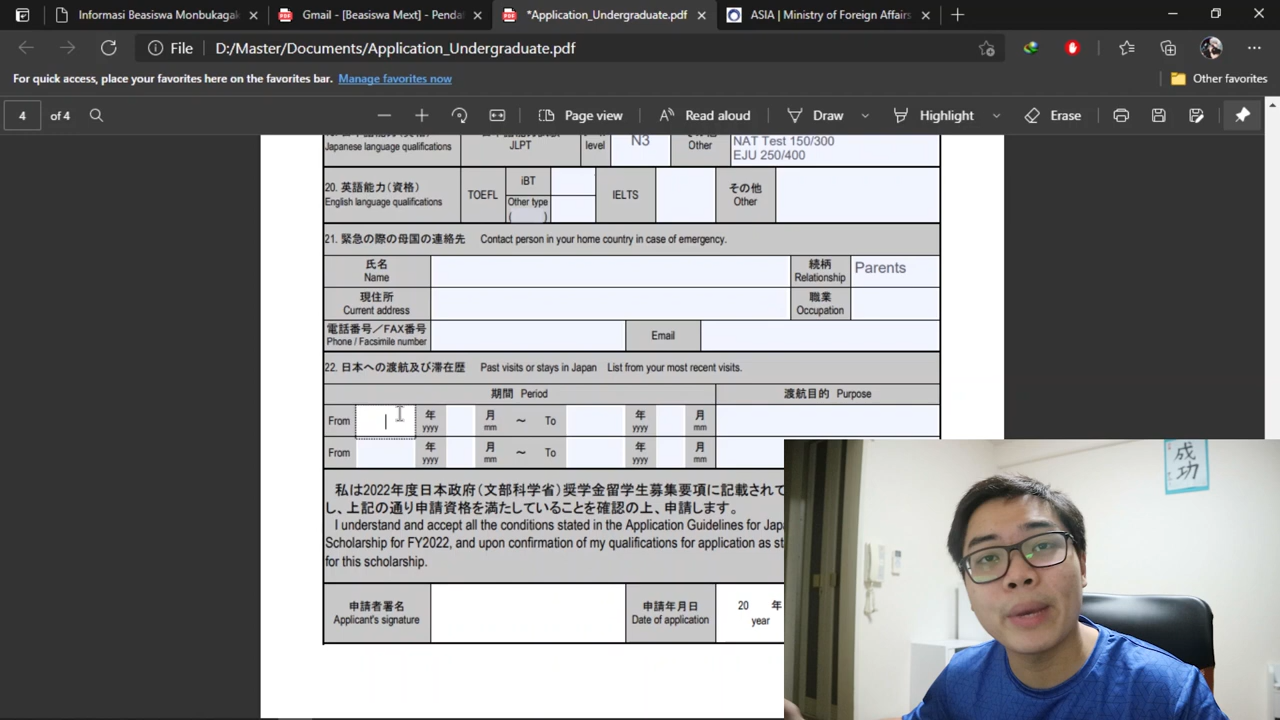 Informasi Beasiswa Monbukagak
Gmail - [Beasiswa Mext] - Penda
*Application_Undergraduate.pdf
ASIA | Ministry of Foreign Affairs
File
D:/Master/Documents/Application_Undergraduate.pdf
For quick access, place your favorites here on the favorites bar. Manage favorites now
Other favorites
4 of 4
Page view
Read aloud
Draw
Highlight
Erase
Japanese language qualifications
JLPT
level
N3
Other
NAT Test 150/300
EJU 250/400
20. 英語能力(資格)
English language qualifications
TOEFL
iBT
Other type
( )
IELTS
その他
Other
21. 緊急の際の母国の連絡先 Contact person in your home country in case of emergency.
氏名
Name
続柄
Relationship
Parents
現住所
Current address
職業
Occupation
電話番号/FAX番号
Phone / Facsimile number
Email
22. 日本への渡航及び滞在歴 Past visits or stays in Japan List from your most recent visits.
期間 Period
渡航目的 Purpose
From 年 月 ~ To 年 月
yyyy mm yyyy mm
From 年 月 ~ To 年 月
yyyy mm yyyy mm
私は2022年度日本政府(文部科学省)奨学金留学生募集要項に記載されて
し、上記の通り申請資格を満たしていることを確認の上、申請します。
I understand and accept all the conditions stated in the Application Guidelines for Japa
Scholarship for FY2022, and upon confirmation of my qualifications for application as st
for this scholarship.
申請者署名
Applicant's signature
申請年月日
Date of application
20 年
year
成功